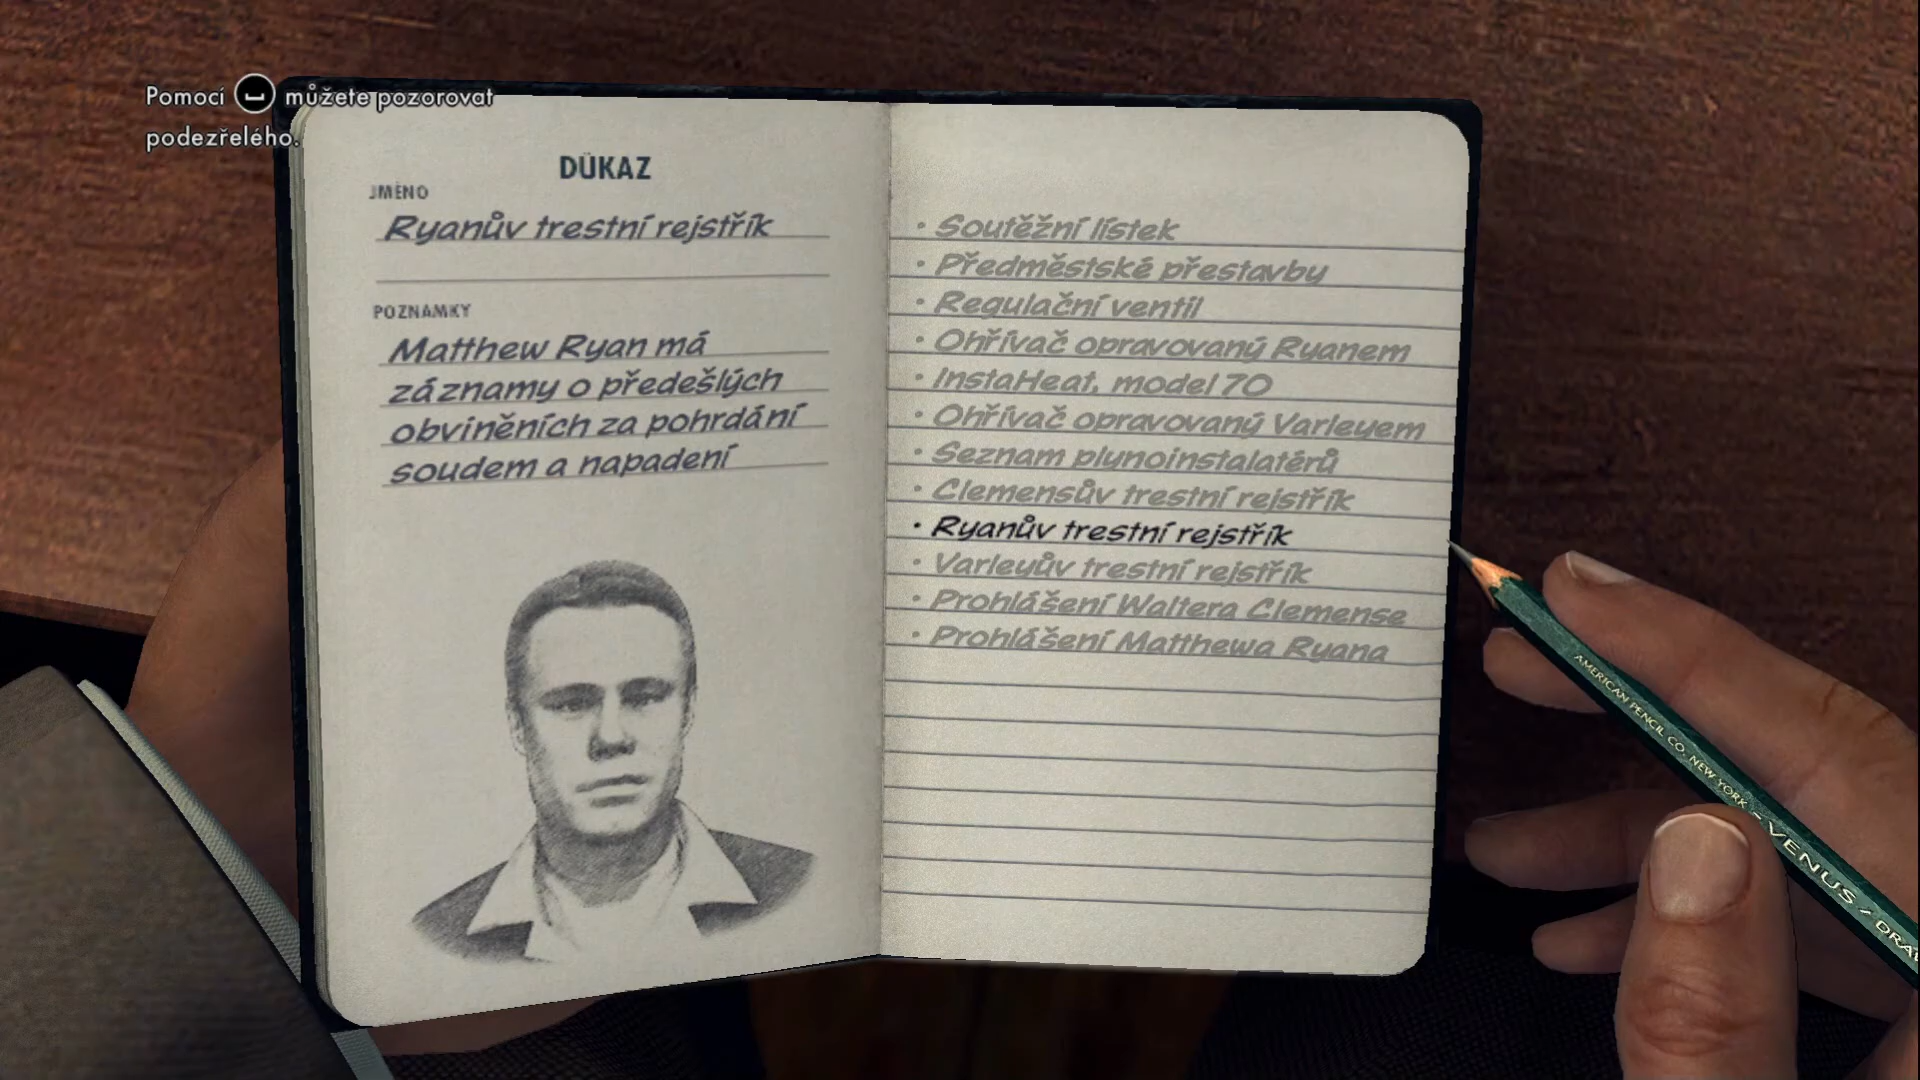 Pomocí můžete pozorovat
podezřelého.
DŮKAZ
JMÉNO
Ryanův trestní rejstřík
POZNÁMKY
Matthew Ryan má
záznamy o předešlých
obviněních za pohrdání
soudem a napadení
• Soutěžní lístek
• Předměstské přestavby
• Regulační ventil
• Ohřívač opravovaný Ryanem
• InstaHeat, model 70
• Ohřívač opravovaný Varleyem
• Seznam plynoinstalatérů
• Clemensův trestní rejstřík
• Ryanův trestní rejstřík
• Varleyův trestní rejstřík
• Prohlášení Waltera Clemense
• Prohlášení Matthewa Ryana
AMERICAN PENCIL CO. NEW YORK - VENUS / DRA